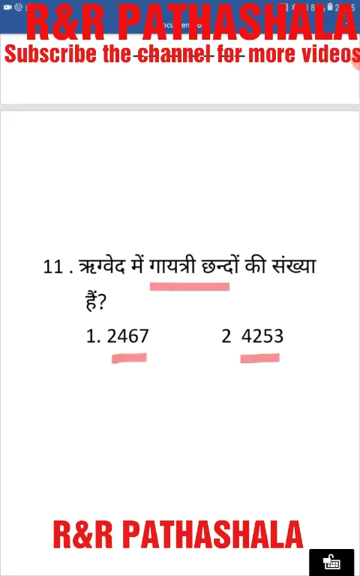 R&R PATHASHALA
Subscribe the channel for more videos
11 . ऋग्वेद में गायत्री छन्दों की संख्या
हैं?
1. 2467 2 4253
R&R PATHASHALA